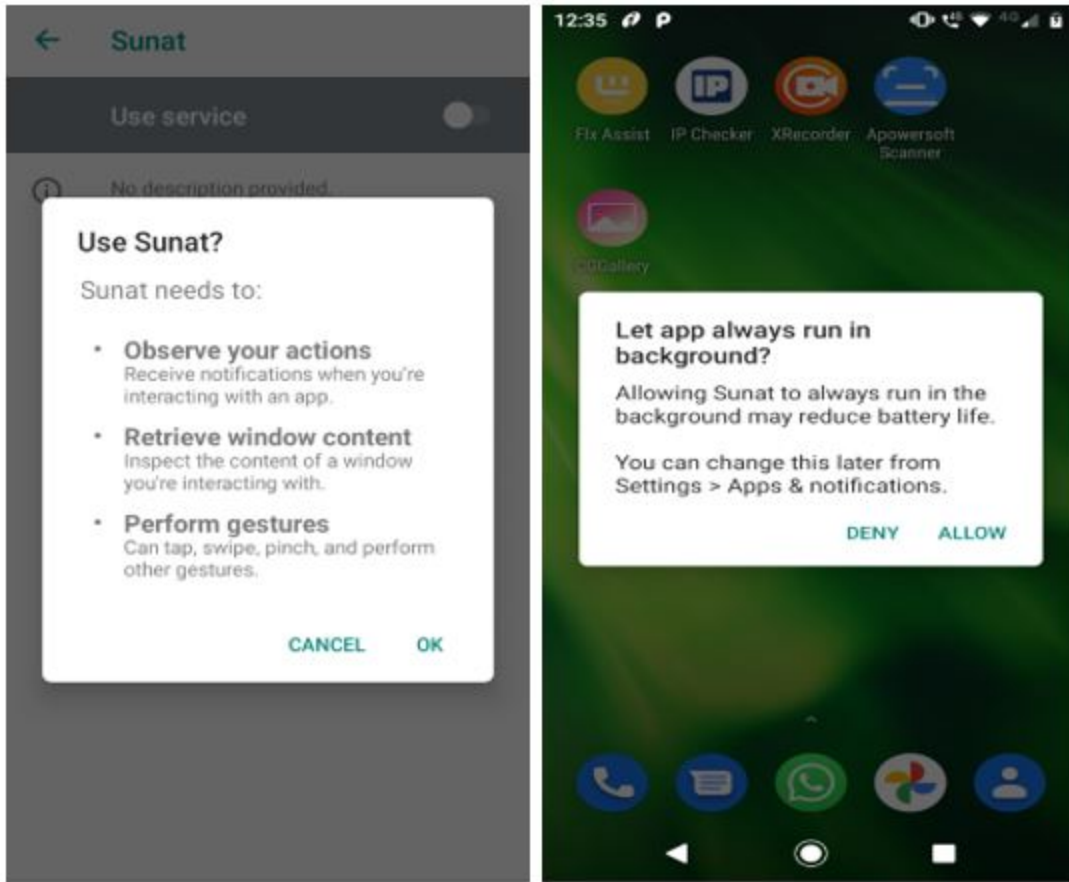 Sunat
Use service
No description provided.
Use Sunat?
Sunat needs to:
• Observe your actions
Receive notifications when you're
interacting with an app.
• Retrieve window content
Inspect the content of a window
you're interacting with.
• Perform gestures
Can tap, swipe, pinch, and perform
other gestures.
CANCEL OK
12:35
4G
Flx Assist IP Checker XRecorder Apowersoft
Scanner
IP
Let app always run in
background?
Allowing Sunat to always run in the
background may reduce battery life.
You can change this later from
Settings > Apps & notifications.
DENY ALLOW